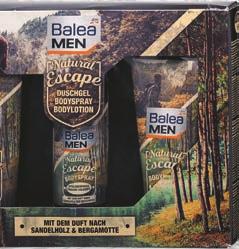 Balea
MEN
Natural
Escape
DUSCHGEL
BODYSPRAY
BODYLOTION
Balea
MEN
Natural
Escape
BODYSPRAY
Balea
MEN
Natural
Escape
MIT DEM DUFT NACH
SANDELHOLZ & BERGAMOTTE